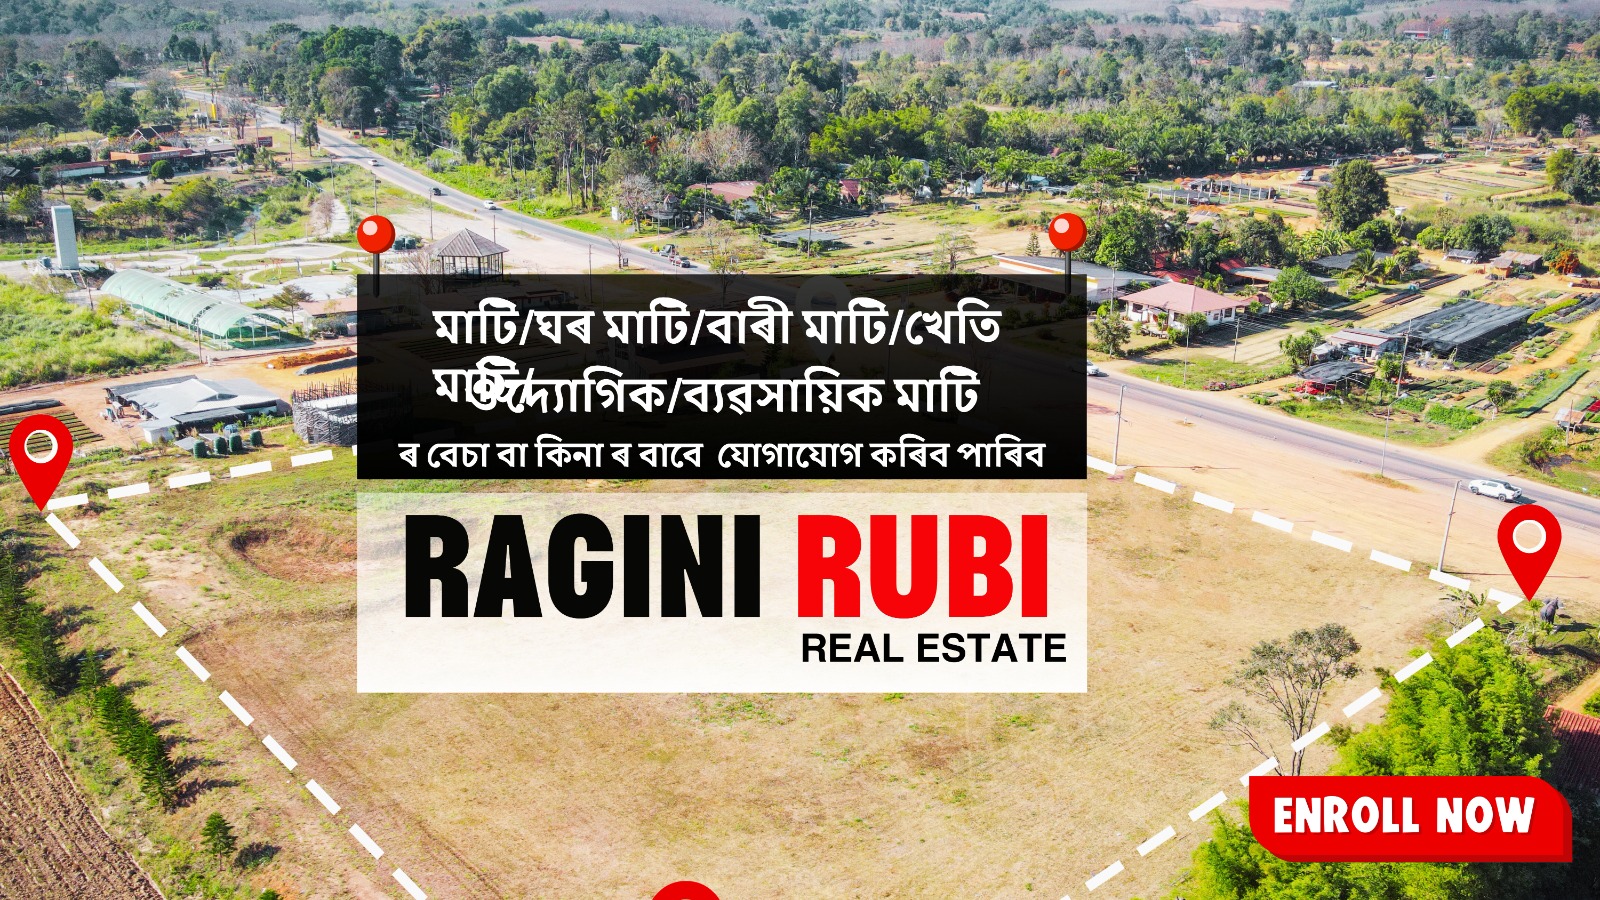 মাটি/ঘৰ মাটি/বাৰী মাটি/খেতি
মাটি/
ঔদ্যোগিক/ব্যৱসায়িক মাটি
ৰ বেচা বা কিনা ৰ বাবে যোগাযোগ কৰিব পাৰিব
RAGINI RUBI
REAL ESTATE
ENROLL NOW